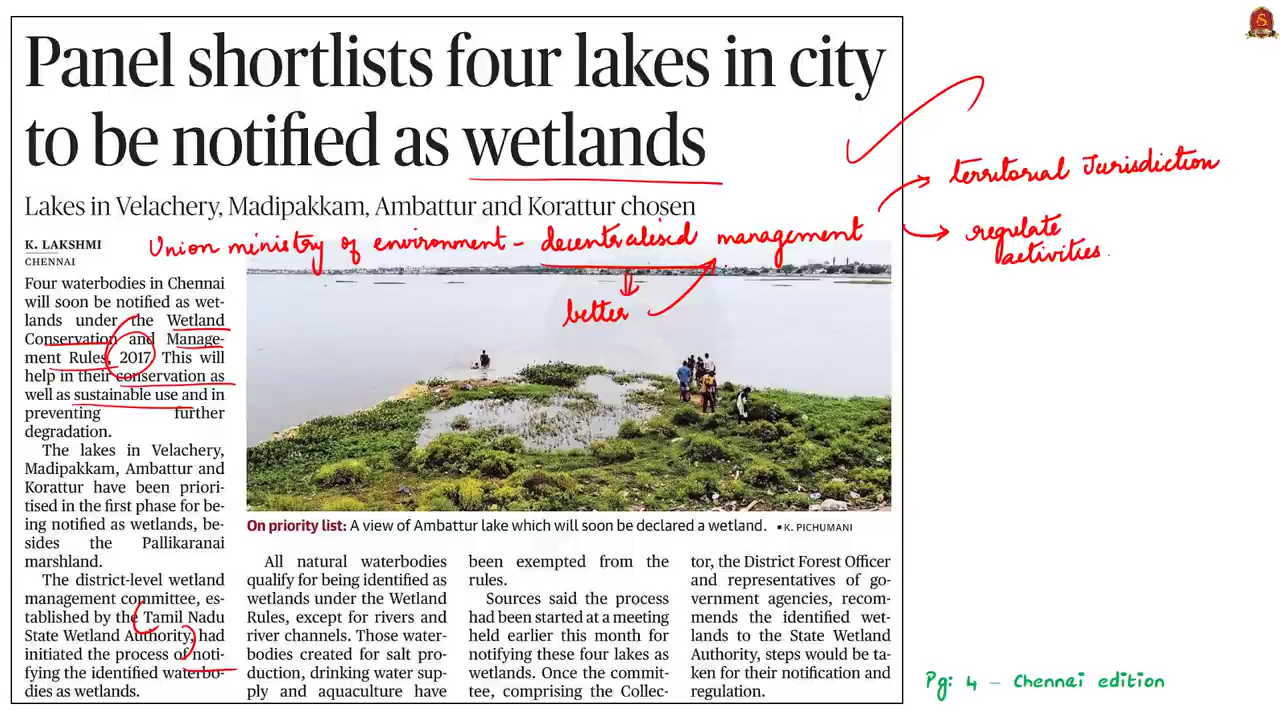 Panel shortlists four lakes in city
to be notified as wetlands
Lakes in Velachery, Madipakkam, Ambattur and Korattur chosen
Union ministry of environment - decentralised management
better
territorial Jurisdiction
regulate
activities.
K. LAKSHMI
CHENNAI
Four waterbodies in Chennai
will soon be notified as wet-
lands under the Wetland
Conservation and Manage-
ment Rules, 2017. This will
help in their conservation as
well as sustainable use and in
preventing further
degradation.
The lakes in Velachery,
Madipakkam, Ambattur and
Korattur have been priori-
tised in the first phase for be-
ing notified as wetlands, be-
sides the Pallikaranai
marshland.
The district-level wetland
management committee, es-
tablished by the Tamil Nadu
State Wetland Authority, had
initiated the process of noti-
fying the identified waterbo-
dies as wetlands.
On priority list: A view of Ambattur lake which will soon be declared a wetland. ▪ K. PICHUMANI
All natural waterbodies
qualify for being identified as
wetlands under the Wetland
Rules, except for rivers and
river channels. Those water-
bodies created for salt pro-
duction, drinking water sup-
ply and aquaculture have
been exempted from the
rules.
Sources said the process
had been started at a meeting
held earlier this month for
notifying these four lakes as
wetlands. Once the commit-
tee, comprising the Collec-
tor, the District Forest Officer
and representatives of go-
vernment agencies, recom-
mends the identified wet-
lands to the State Wetland
Authority, steps would be ta-
ken for their notification and
regulation.
Pg: 4 - Chennai edition